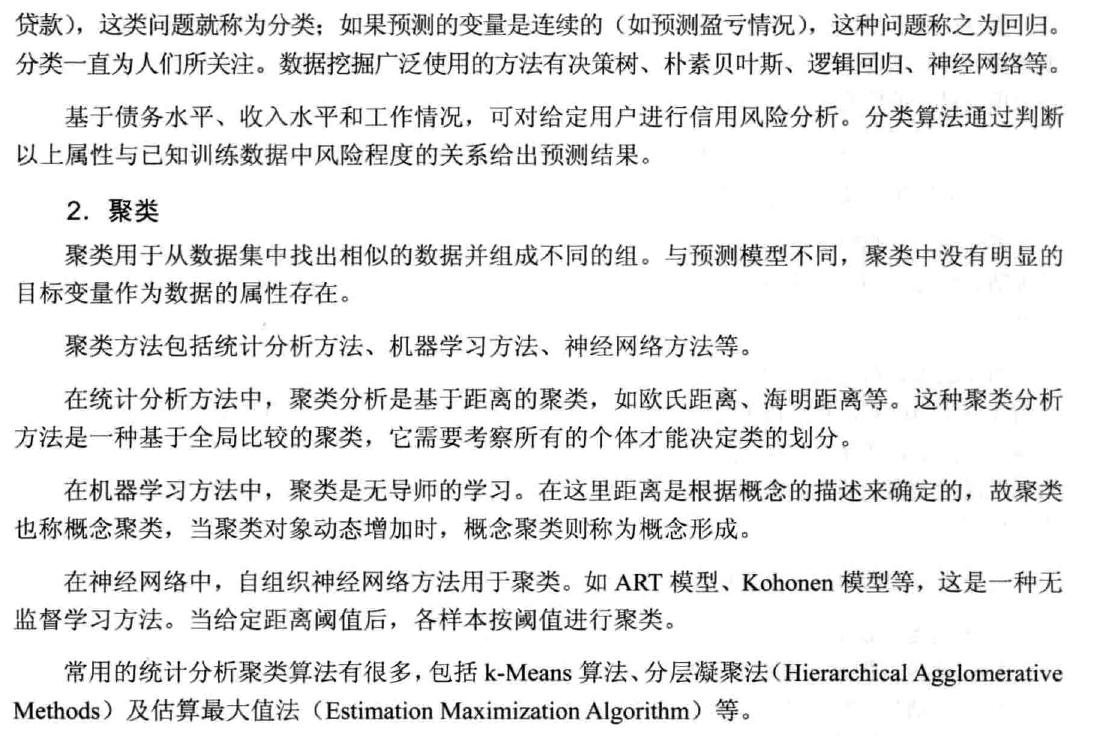 贷款），这类问题就称为分类；如果预测的变量是连续的（如预测盈亏情况），这种问题称之为回归。
分类一直为人们所关注。数据挖掘广泛使用的方法有决策树、朴素贝叶斯、逻辑回归、神经网络等。
基于债务水平、收入水平和工作情况，可对给定用户进行信用风险分析。分类算法通过判断
以上属性与已知训练数据中风险程度的关系给出预测结果。
2．聚类
聚类用于从数据集中找出相似的数据并组成不同的组。与预测模型不同，聚类中没有明显的
目标变量作为数据的属性存在。
聚类方法包括统计分析方法、机器学习方法、神经网络方法等。
在统计分析方法中，聚类分析是基于距离的聚类，如欧氏距离、海明距离等。这种聚类分析
方法是一种基于全局比较的聚类，它需要考察所有的个体才能决定类的划分。
在机器学习方法中，聚类是无导师的学习。在这里距离是根据概念的描述来确定的，故聚类
也称概念聚类，当聚类对象动态增加时，概念聚类则称为概念形成。
在神经网络中，自组织神经网络方法用于聚类。如 ART 模型、Kohonen 模型等，这是一种无
监督学习方法。当给定距离阈值后，各样本按阈值进行聚类。
常用的统计分析聚类算法有很多，包括 k-Means 算法、分层凝聚法（Hierarchical Agglomerative
Methods）及估算最大值法（Estimation Maximization Algorithm）等。